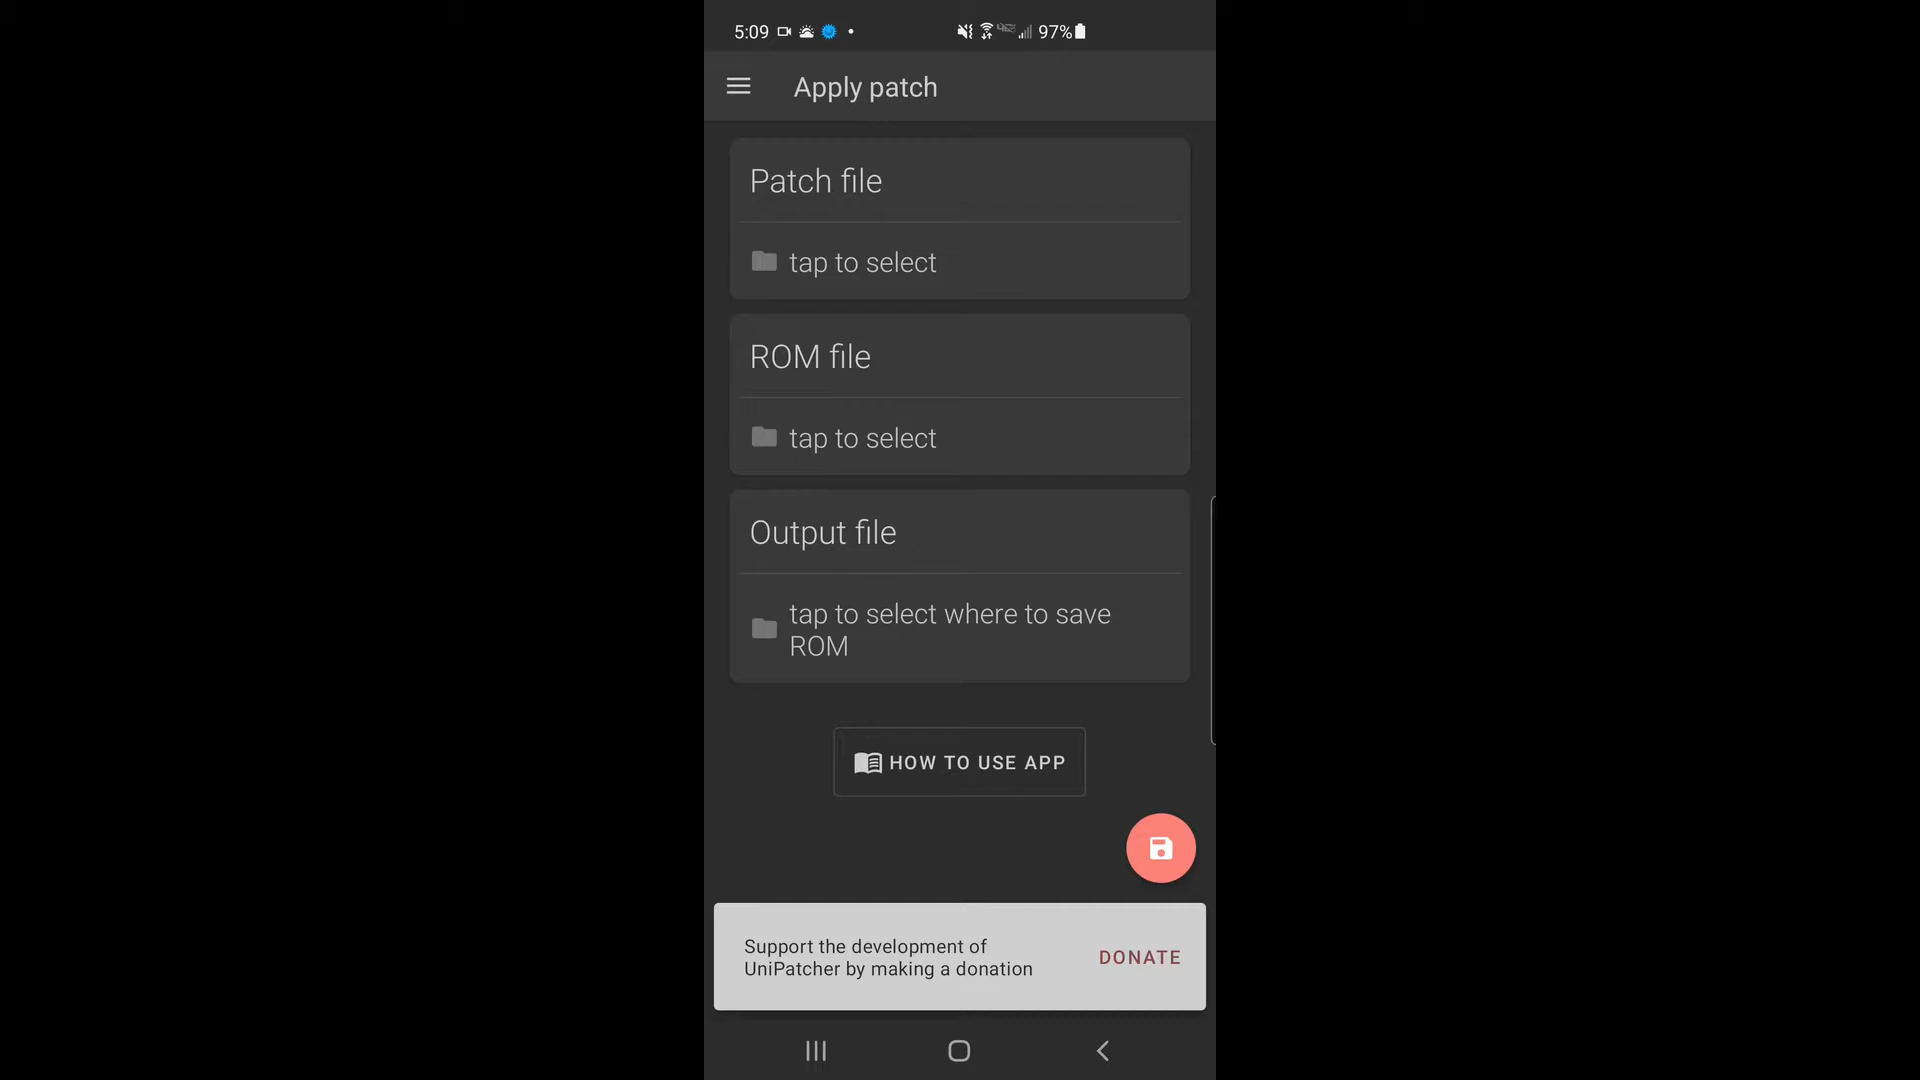 5:09
97%
Apply patch
Patch file
tap to select
ROM file
tap to select
Output file
tap to select where to save
ROM
HOW TO USE APP
Support the development of
UniPatcher by making a donation
DONATE